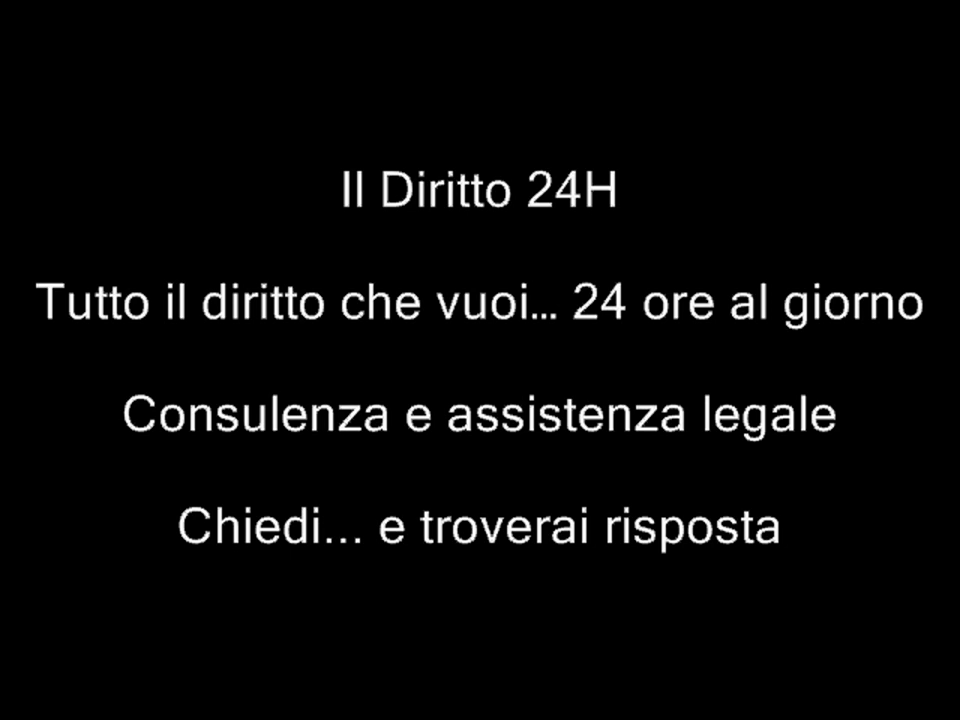 Il Diritto 24H
Tutto il diritto che vuoi… 24 ore al giorno
Consulenza e assistenza legale
Chiedi... e troverai risposta